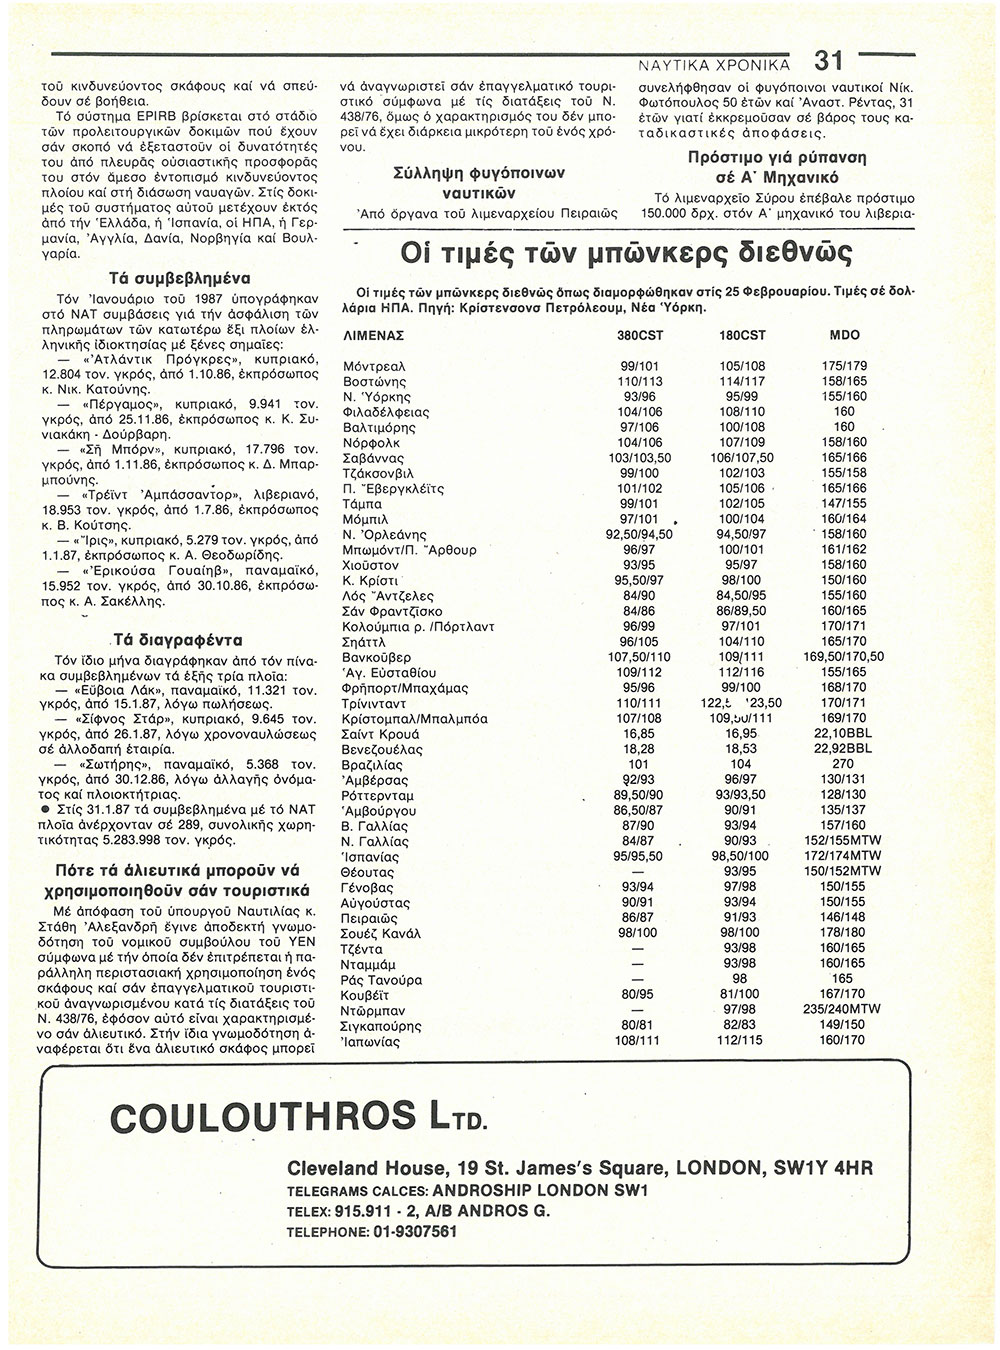 ΝΑΥΤΙΚΑ ΧΡΟΝΙΚΑ 31
τοῦ κινδυνεύοντος σκάφους καί νά σπεύ-
δουν σέ βοήθεια.
Τό σύστημα EPIRB βρίσκεται στό στάδιο
τῶν προλειτουργικῶν δοκιμῶν πού ἔχουν
σάν σκοπό νά ἐξεταστοῦν οἱ δυνατότητές
του ἀπό πλευρᾶς οὐσιαστικῆς προσφορᾶς
του στόν ἄμεσο ἐντοπισμό κινδυνεύοντος
πλοίου καί στή διάσωση ναυαγῶν. Στίς δοκι-
μές τοῦ συστήματος αὐτοῦ μετέχουν ἐκτός
ἀπό τήν Ἑλλάδα, ἡ Ἱσπανία, οἱ ΗΠΑ, ἡ Γερ-
μανία, Ἀγγλία, Δανία, Νορβηγία καί Βουλ-
γαρία.
Τά συμβεβλημένα
Τόν Ἰανουάριο τοῦ 1987 ὑπογράφηκαν
στό ΝΑΤ συμβάσεις γιά τήν ἀσφάλιση τῶν
πληρωμάτων τῶν κατωτέρω ἕξι πλοίων ἑλ-
ληνικῆς ἰδιοκτησίας μέ ξένες σημαῖες:
— «Ἀτλάντικ Πρόγκρες», κυπριακό,
12.804 τον. γκρός, ἀπό 1.10.86, ἐκπρόσωπος
κ. Νικ. Κατούνης.
— «Πέργαμος», κυπριακό, 9.941 τον.
γκρός, ἀπό 25.11.86, ἐκπρόσωπος κ. Κ. Συ-
νιακάκη - Δούρβαρη.
— «Σῆ Μπόρν», κυπριακό, 17.796 τον.
γκρός, ἀπό 1.11.86, ἐκπρόσωπος κ. Δ. Μπαρ-
μπούνης.
— «Τρέϊντ Ἀμπάσσαντορ», λιβεριανό,
18.953 τον. γκρός, ἀπό 1.7.86, ἐκπρόσωπος
κ. Β. Κούτσης.
— «Ἴρις», κυπριακό, 5.279 τον. γκρός, ἀπό
1.1.87, ἐκπρόσωπος κ. Α. Θεοδωρίδης.
— «Ἐρικούσα Γουαίηβ», παναμαϊκό,
15.952 τον. γκρός, ἀπό 30.10.86, ἐκπρόσω-
πος κ. Α. Σακέλλης.
Τά διαγραφέντα
Τόν ἴδιο μήνα διαγράφηκαν ἀπό τόν πίνα-
κα συμβεβλημένων τά ἑξῆς τρία πλοῖα:
— «Εὔβοια Λάκ», παναμαϊκό, 11.321 τον.
γκρός, ἀπό 15.1.87, λόγω πωλήσεως.
— «Σίφνος Στάρ», κυπριακό, 9.645 τον.
γκρός, ἀπό 26.1.87, λόγω χρονοναυλώσεως
σέ ἀλλοδαπή ἑταιρία.
— «Σωτήρης», παναμαϊκό, 5.368 τον.
γκρός, ἀπό 30.12.86, λόγω ἀλλαγῆς ὀνόμα-
τος καί πλοιοκτήτριας.
● Στίς 31.1.87 τά συμβεβλημένα μέ τό ΝΑΤ
πλοῖα ἀνέρχονταν σέ 289, συνολικῆς χωρη-
τικότητας 5.283.998 τον. γκρός.
Πότε τά ἁλιευτικά μποροῦν νά
χρησιμοποιηθοῦν σάν τουριστικά
Μέ ἀπόφαση τοῦ ὑπουργοῦ Ναυτιλίας κ.
Στάθη Ἀλεξανδρῆ ἔγινε ἀποδεκτή γνωμο-
δότηση τοῦ νομικοῦ συμβούλου τοῦ ΥΕΝ
σύμφωνα μέ τήν ὁποία δέν ἐπιτρέπεται ἡ πα-
ράλληλη περιστασιακή χρησιμοποίηση ἑνός
σκάφους καί σάν ἐπαγγελματικοῦ τουριστι-
κοῦ ἀναγνωρισμένου κατά τίς διατάξεις τοῦ
Ν. 438/76, ἐφόσον αὐτό εἶναι χαρακτηρισμέ-
νο σάν ἁλιευτικό. Στήν ἴδια γνωμοδότηση ἀ-
ναφέρεται ὅτι ἕνα ἁλιευτικό σκάφος μπορεῖ
νά ἀναγνωριστεῖ σάν ἐπαγγελματικό τουρι-
στικό σύμφωνα μέ τίς διατάξεις τοῦ Ν.
438/76, ὅμως ὁ χαρακτηρισμός του δέν μπο-
ρεῖ νά ἔχει διάρκεια μικρότερη τοῦ ἑνός χρό-
νου.
Σύλληψη φυγόποινων
ναυτικῶν
Ἀπό ὄργανα τοῦ λιμεναρχείου Πειραιῶς
συνελήφθησαν οἱ φυγόποινοι ναυτικοί Νίκ.
Φωτόπουλος 50 ἐτῶν καί Ἀναστ. Ρέντας, 31
ἐτῶν γιατί ἐκκρεμοῦσαν σέ βάρος τους κα-
ταδικαστικές ἀποφάσεις.
Πρόστιμο γιά ρύπανση
σέ Α' Μηχανικό
Τό λιμεναρχεῖο Σύρου ἐπέβαλε πρόστιμο
150.000 δρχ. στόν Α' μηχανικό του λιβερια-
Οἱ τιμές τῶν μπῶνκερς διεθνῶς
Οἱ τιμές τῶν μπῶνκερς διεθνῶς ὅπως διαμορφώθηκαν στίς 25 Φεβρουαρίου. Τιμές σέ δολ-
λάρια ΗΠΑ. Πηγή: Κρίστενσονς Πετρόλεουμ, Νέα Ὑόρκη.
ΛΙΜΕΝΑΣ 380CST 180CST MDO
Μόντρεαλ 99/101 105/108 175/179
Βοστώνης 110/113 114/117 158/165
Ν. Ὑόρκης 93/96 95/99 155/160
Φιλαδέλφειας 104/106 108/110 160
Βαλτιμόρης 97/106 100/108 160
Νόρφολκ 104/106 107/109 158/160
Σαβάννας 103/103,50 106/107,50 165/166
Τζάκσονβιλ 99/100 102/103 155/158
Π. Ἔβεργκλέϊτς 101/102 105/106 165/166
Τάμπα 99/101 102/105 147/155
Μόμπιλ 97/101 100/104 160/164
Ν. Ὀρλεάνης 92,50/94,50 94,50/97 158/160
Μπωμόντ/Π. Ἄρθουρ 96/97 100/101 161/162
Χιοῦστον 93/95 95/97 158/160
Κ. Κρίστι 95,50/97 98/100 150/160
Λός Ἄντζελες 84/90 84,50/95 155/160
Σάν Φραντζῖσκο 84/86 86/89,50 160/165
Κολούμπια ρ. /Πόρτλαντ 96/99 97/101 170/171
Σηάττλ 96/105 104/110 165/170
Βανκοῦβερ 107,50/110 109/111 169,50/170,50
Ἁγ. Εὐσταθίου 109/112 112/116 155/165
Φρήπορτ/Μπαχάμας 95/96 99/100 168/170
Τρίνινταντ 110/111 23,50 170/171
Κρίστομπαλ/Μπαλμπόα 107/108 109,50/111 169/170
Σαίντ Κρουά 16,85 16,95 22,10BBL
Βενεζουέλας 18,28 18,53 22,92BBL
Βραζιλίας 101 104 270
Ἀμβέρσας 92/93 96/97 130/131
Ρόττερνταμ 89,50/90 93/93,50 128/130
Ἁμβούργου 86,50/87 90/91 135/137
Β. Γαλλίας 87/90 93/94 157/160
Ν. Γαλλίας 84/87 90/93 152/155MTW
Ἱσπανίας 95/95,50 98,50/100 172/174MTW
Θέουτας — 93/95 150/152MTW
Γένοβας 93/94 97/98 150/155
Αὐγούστας 90/91 93/94 150/155
Πειραιῶς 86/87 91/93 146/148
Σουέζ Κανάλ 98/100 98/100 178/180
Τζέντα — 93/98 160/165
Νταμμάμ — 93/98 160/165
Ράς Τανούρα — 98 165
Κουβέϊτ 80/95 81/100 167/170
Ντῶρμπαν — 97/98 235/240MTW
Σιγκαπούρης 80/81 82/83 149/150
Ἰαπωνίας 108/111 112/115 160/170
COULOUTHROS LTD.
Cleveland House, 19 St. James's Square, LONDON, SW1Y 4HR
TELEGRAMS CALCES: ANDROSHIP LONDON SW1
TELEX: 915.911 - 2, A/B ANDROS G.
TELEPHONE: 01-9307561